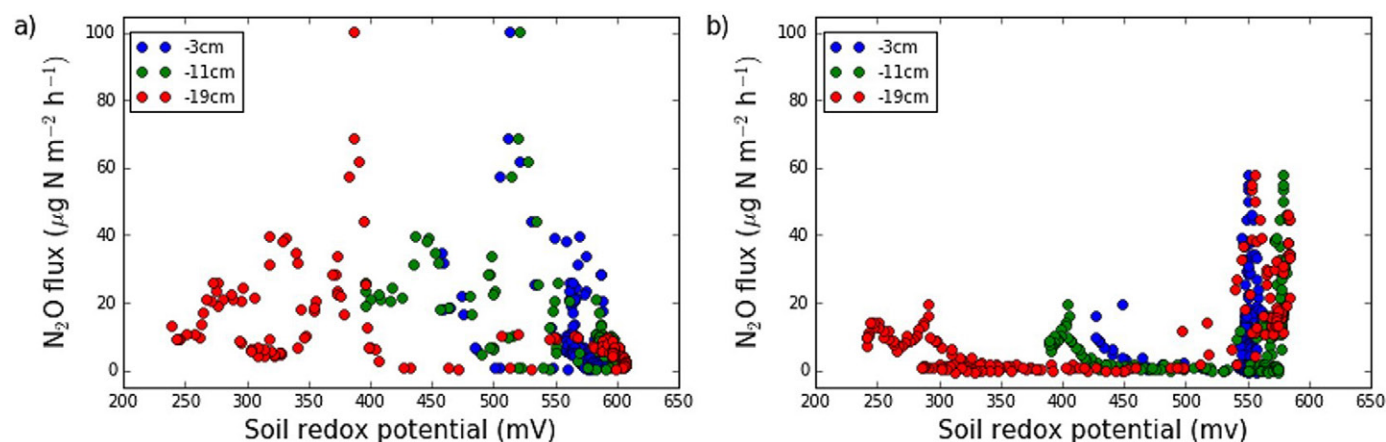 a)
N₂O flux (μg N m⁻² h⁻¹)
100
80
60
40
20
0
-3cm
-11cm
-19cm
200 250 300 350 400 450 500 550 600 650
Soil redox potential (mV)
b)
N₂O flux (μg N m⁻² h⁻¹)
100
80
60
40
20
0
-3cm
-11cm
-19cm
200 250 300 350 400 450 500 550 600 650
Soil redox potential (mv)